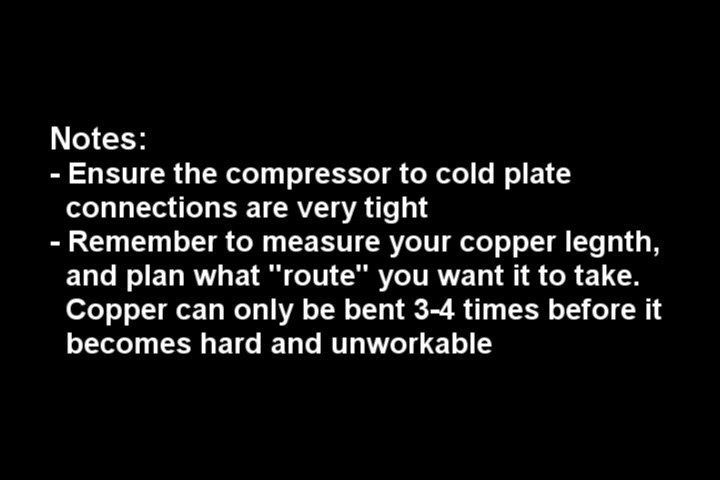 Notes:
- Ensure the compressor to cold plate
connections are very tight
- Remember to measure your copper legnth,
and plan what "route" you want it to take.
Copper can only be bent 3-4 times before it
becomes hard and unworkable